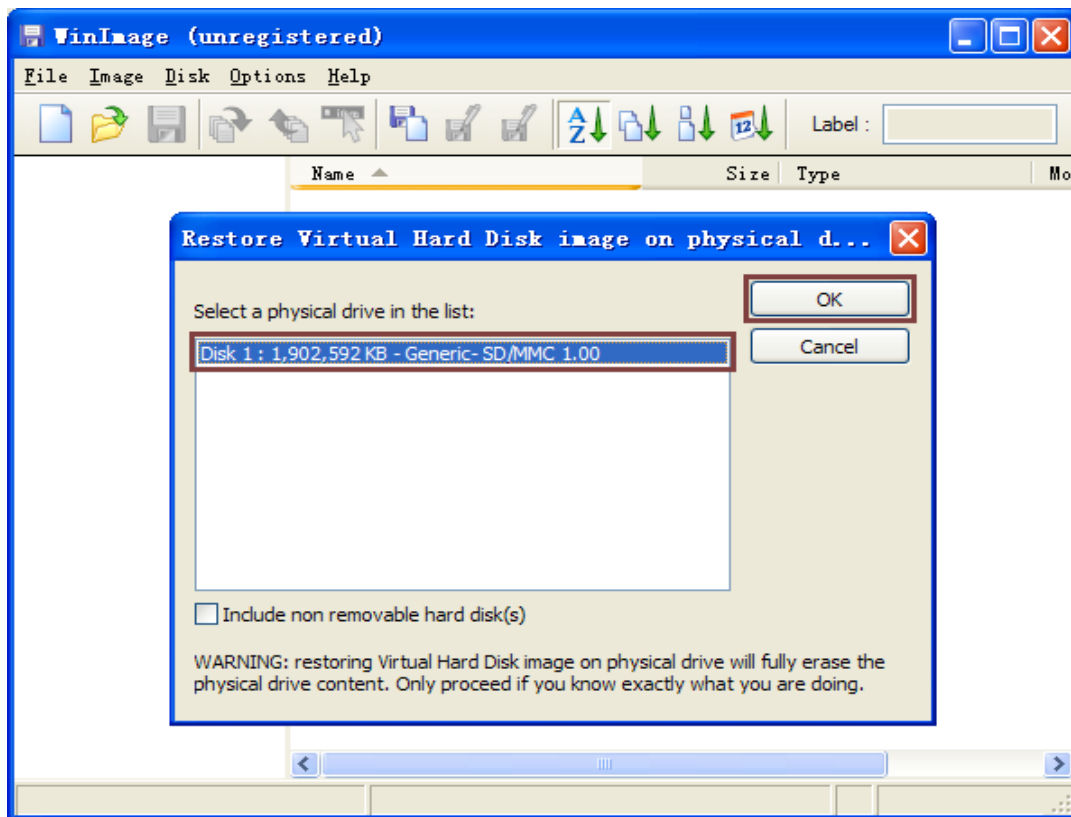 WinImage (unregistered)
File Image Disk Options Help
A
Z
12
Label :
Name Size Type Mo
Restore Virtual Hard Disk image on physical d...
Select a physical drive in the list:
OK
Disk 1 : 1,902,592 KB - Generic- SD/MMC 1.00
Cancel
Include non removable hard disk(s)
WARNING: restoring Virtual Hard Disk image on physical drive will fully erase the
physical drive content. Only proceed if you know exactly what you are doing.